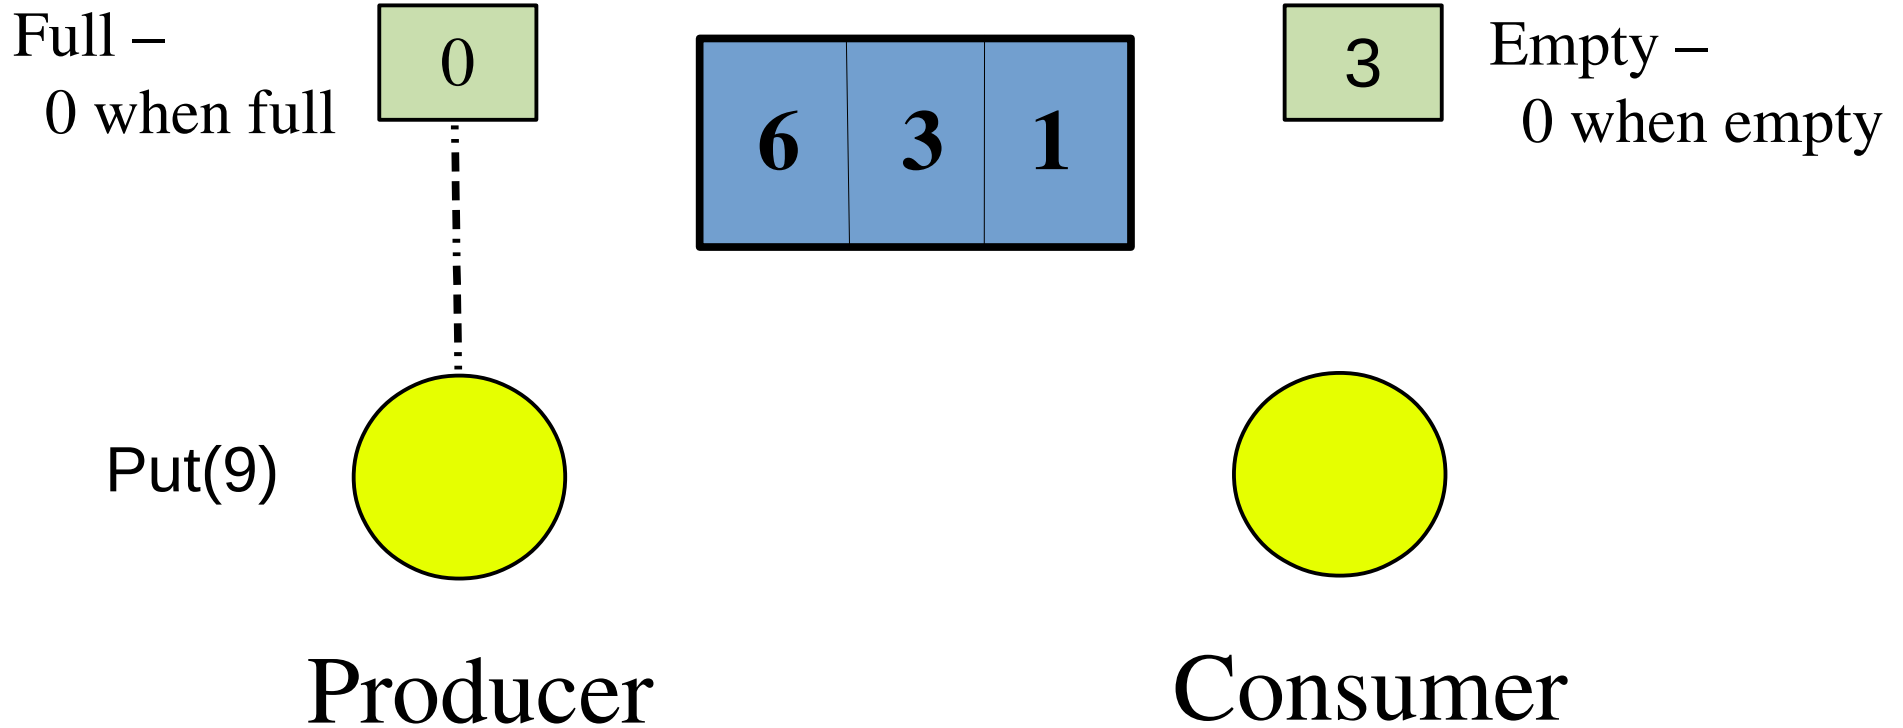 Full –
0 when full
0
6 3 1
3
Empty –
0 when empty
Put(9)
Producer
Consumer